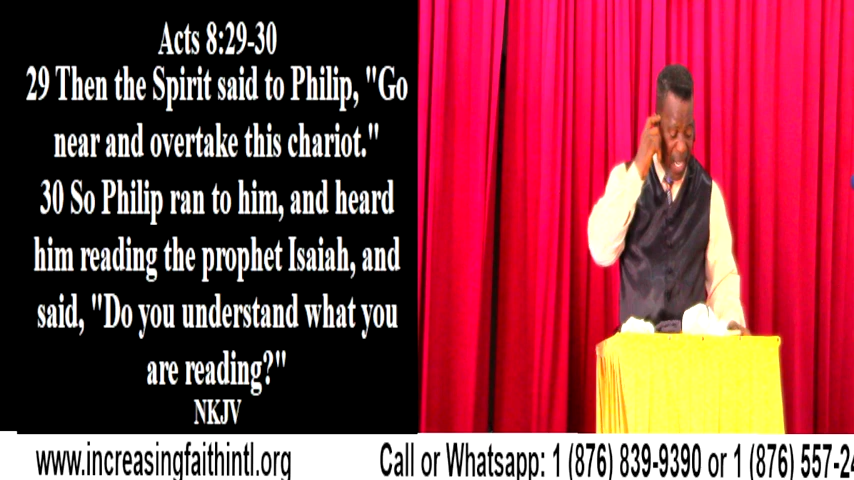 Acts 8:29-30
29 Then the Spirit said to Philip, "Go
near and overtake this chariot."
30 So Philip ran to him, and heard
him reading the prophet Isaiah, and
said, "Do you understand what you
are reading?"
NKJV
www.increasingfaithintl.org
Call or Whatsapp: 1 (876) 839-9390 or 1 (876) 557-24